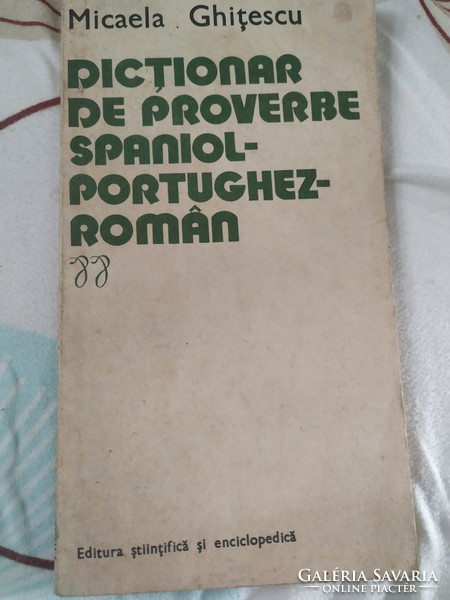 Micaela Ghițescu
DICȚIONAR
DE PROVERBE
SPANIOL-
PORTUGHEZ-
ROMÂN
Editura științifică și enciclopedică
GALÉRIA SAVARIA
ONLINE PIACTÉR